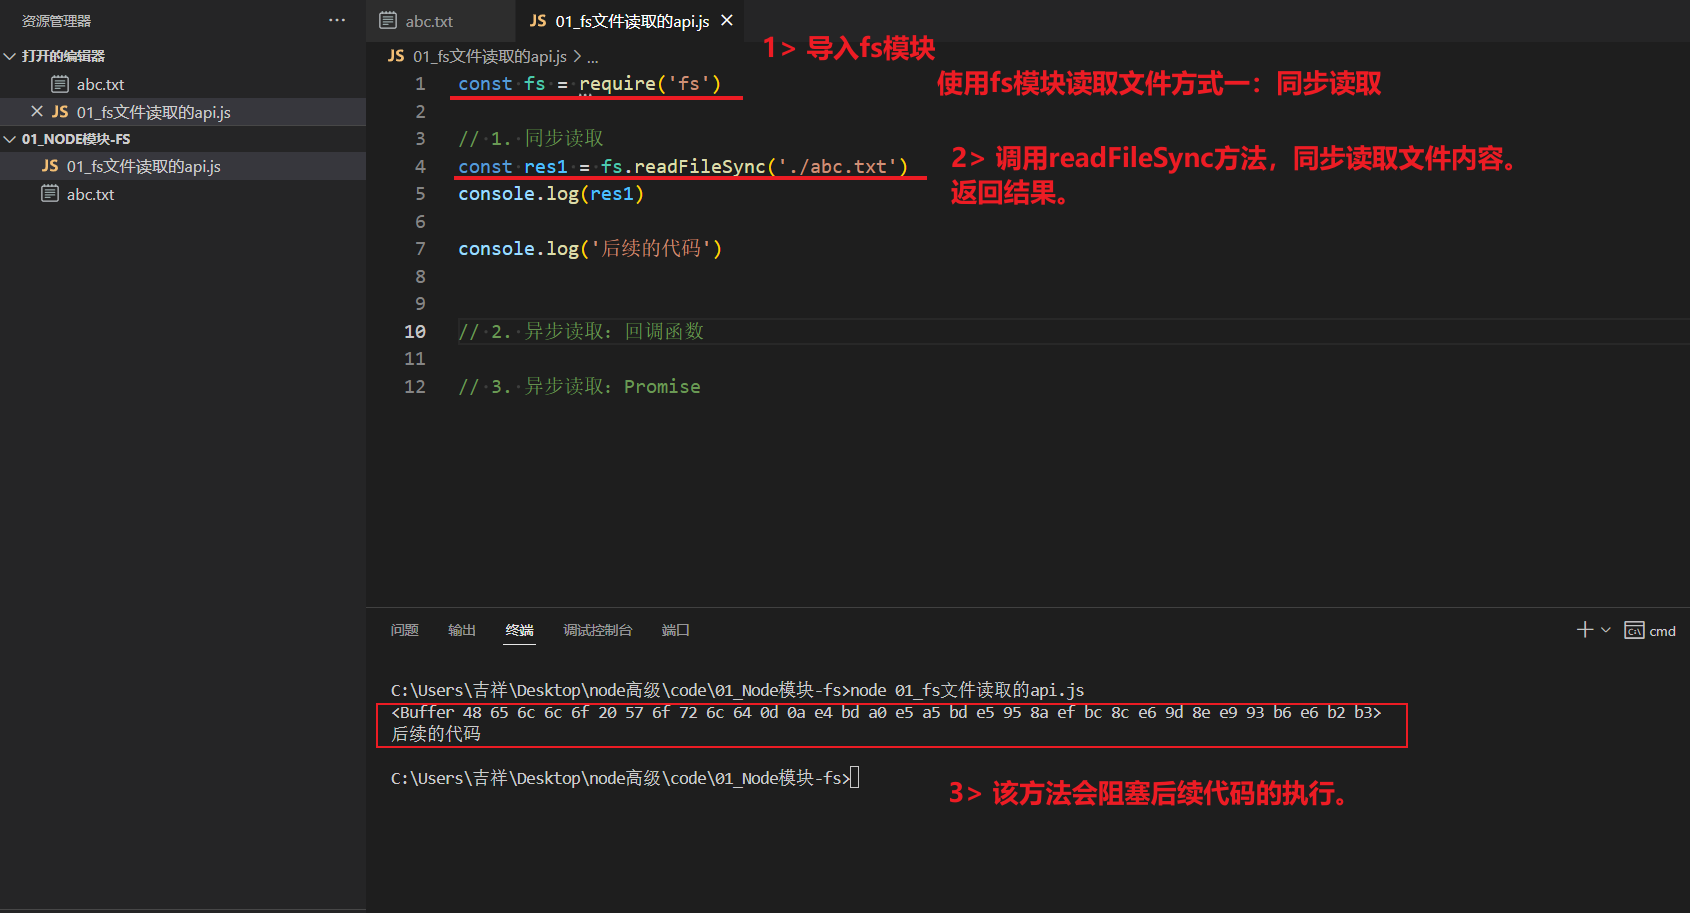 资源管理器 ···
打开的编辑器
abc.txt
JS 01_fs文件读取的api.js
01_NODE模块-FS
JS 01_fs文件读取的api.js
abc.txt
abc.txt JS 01_fs文件读取的api.js
JS 01_fs文件读取的api.js > ...
1> 导入fs模块
使用fs模块读取文件方式一：同步读取
1 const fs = require('fs')
2
3 // 1. 同步读取
4 const res1 = fs.readFileSync('./abc.txt')
2> 调用readFileSync方法，同步读取文件内容。
返回结果。
5 console.log(res1)
6
7 console.log('后续的代码')
8
9
10 // 2. 异步读取：回调函数
11
12 // 3. 异步读取：Promise
问题 输出 终端 调试控制台 端口 cmd
C:\Users\吉祥\Desktop\node高级\code\01_Node模块-fs>node 01_fs文件读取的api.js
<Buffer 48 65 6c 6c 6f 20 57 6f 72 6c 64 0d 0a e4 bd a0 e5 a5 bd e5 95 8a ef bc 8c e6 9d 8e e9 93 b6 e6 b2 b3>
后续的代码
C:\Users\吉祥\Desktop\node高级\code\01_Node模块-fs>
3> 该方法会阻塞后续代码的执行。